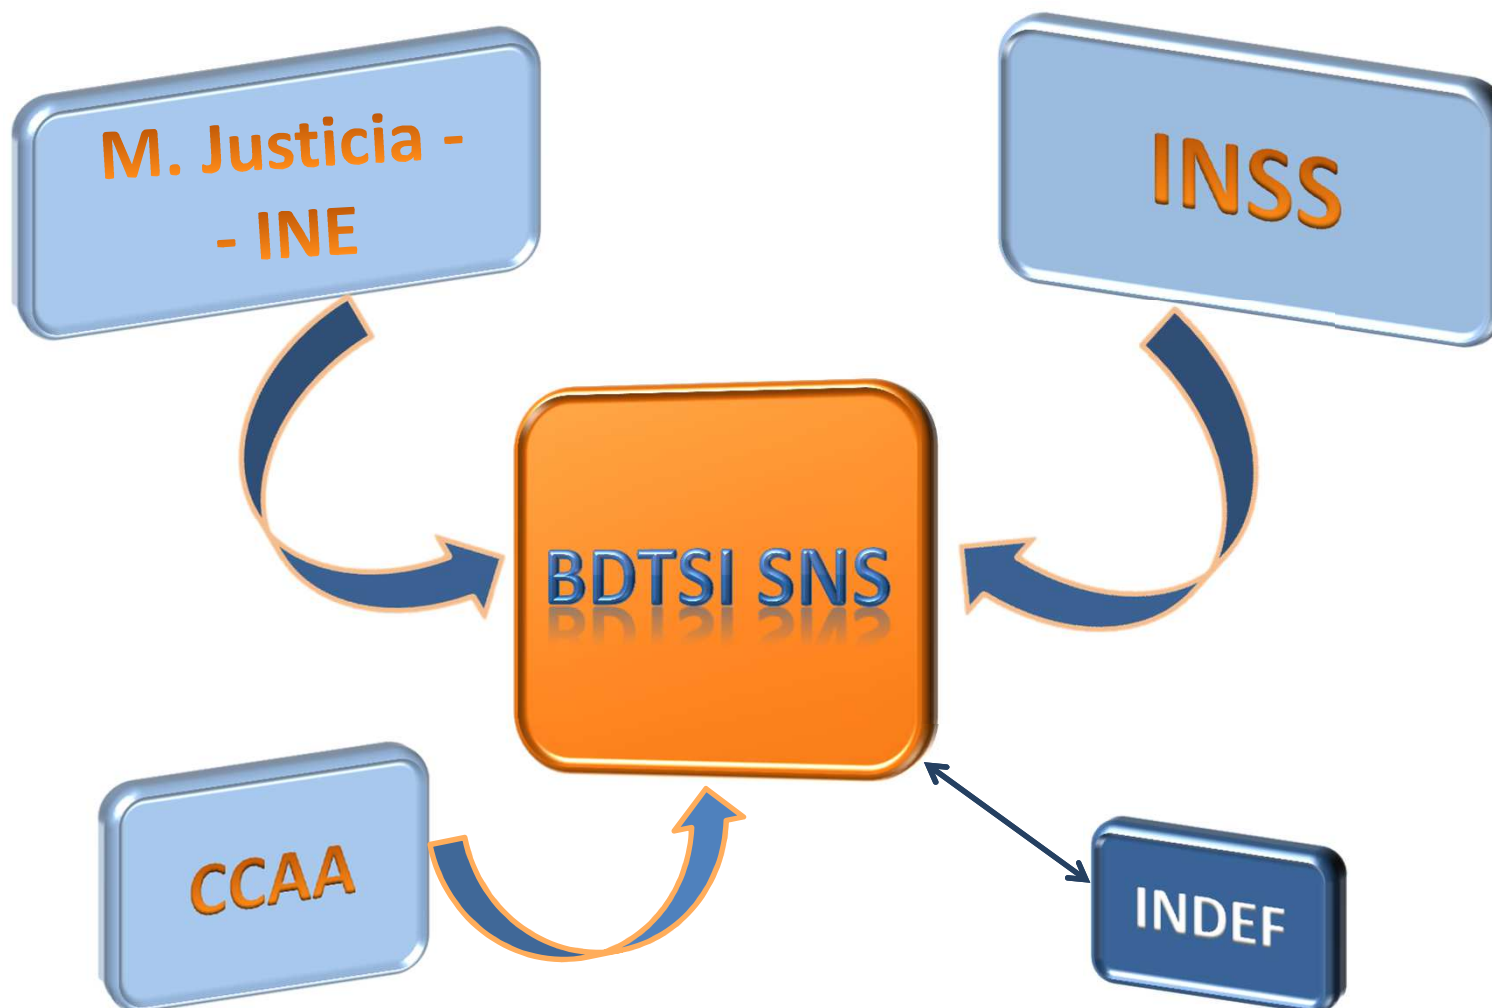 M. Justicia -
- INE
INSS
BDTSI SNS
CCAA
INDEF